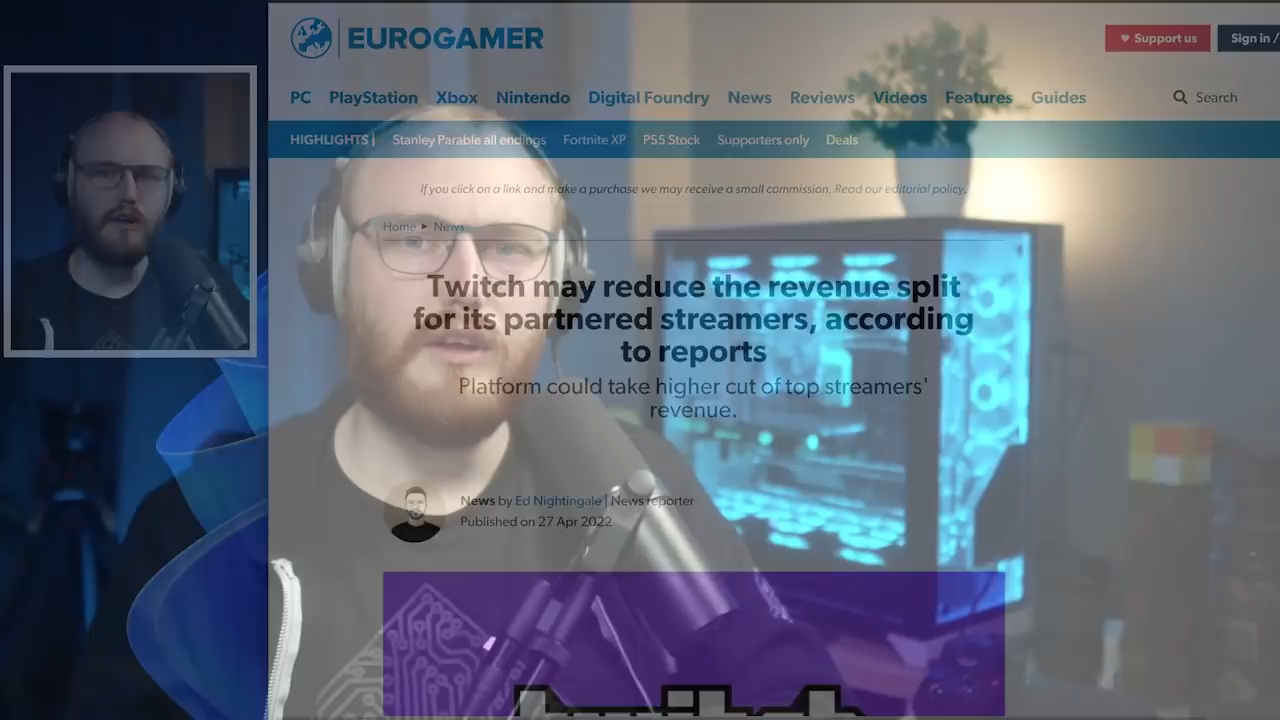 EUROGAMER
Support us
Sign in /
PC PlayStation Xbox Nintendo Digital Foundry News Reviews Videos Features Guides
Search
HIGHLIGHTS | Stanley Parable all endings Fortnite XP PS5 Stock Supporters only Deals
If you click on a link and make a purchase we may receive a small commission. Read our editorial policy.
Home ▸ News
Twitch may reduce the revenue split
for its partnered streamers, according
to reports
Platform could take higher cut of top streamers'
revenue.
News by Ed Nightingale | News reporter
Published on 27 Apr 2022
twitch